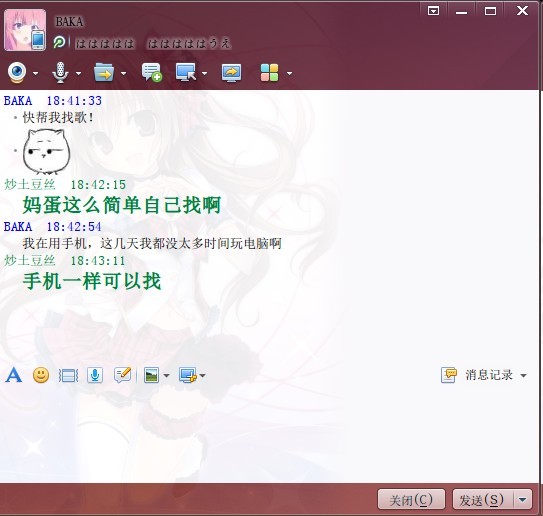 BAKA
ははははは はははははうえ
BAKA 18:41:33
快帮我找歌!
炒土豆丝 18:42:15
妈蛋这么简单自己找啊
BAKA 18:42:54
我在用手机，这几天我都没太多时间玩电脑啊
炒土豆丝 18:43:11
手机一样可以找
A
消息记录
关闭(C) 发送(S)